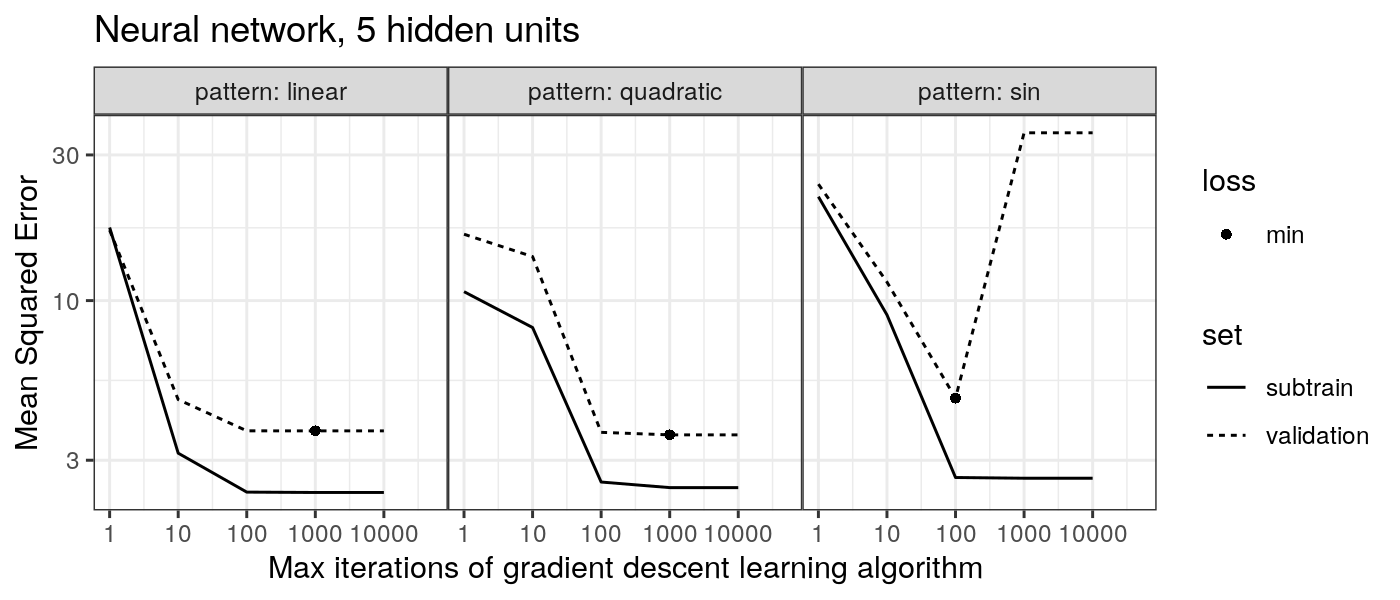 Neural network, 5 hidden units
pattern: linear
pattern: quadratic
pattern: sin
30
10
3
Mean Squared Error
1 10 100 1000 10000
1 10 100 1000 10000
1 10 100 1000 10000
Max iterations of gradient descent learning algorithm
loss
min
set
subtrain
validation